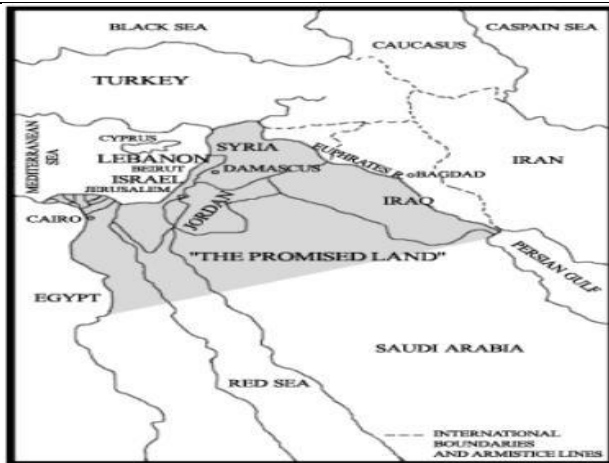 BLACK SEA
CASPAIN SEA
CAUCASUS
TURKEY
MEDITERRANEAN
SEA
CYPRUS
SYRIA
LEBANON
BEIRUT
DAMASCUS
EUPHRATES R
BAGDAD
IRAN
ISRAEL
JERUSALEM
IRAQ
CAIRO
JORDAN
"THE PROMISED LAND"
PERSIAN GULF
EGYPT
SAUDI ARABIA
RED SEA
INTERNATIONAL
BOUNDARIES
AND ARMISTICE LINES